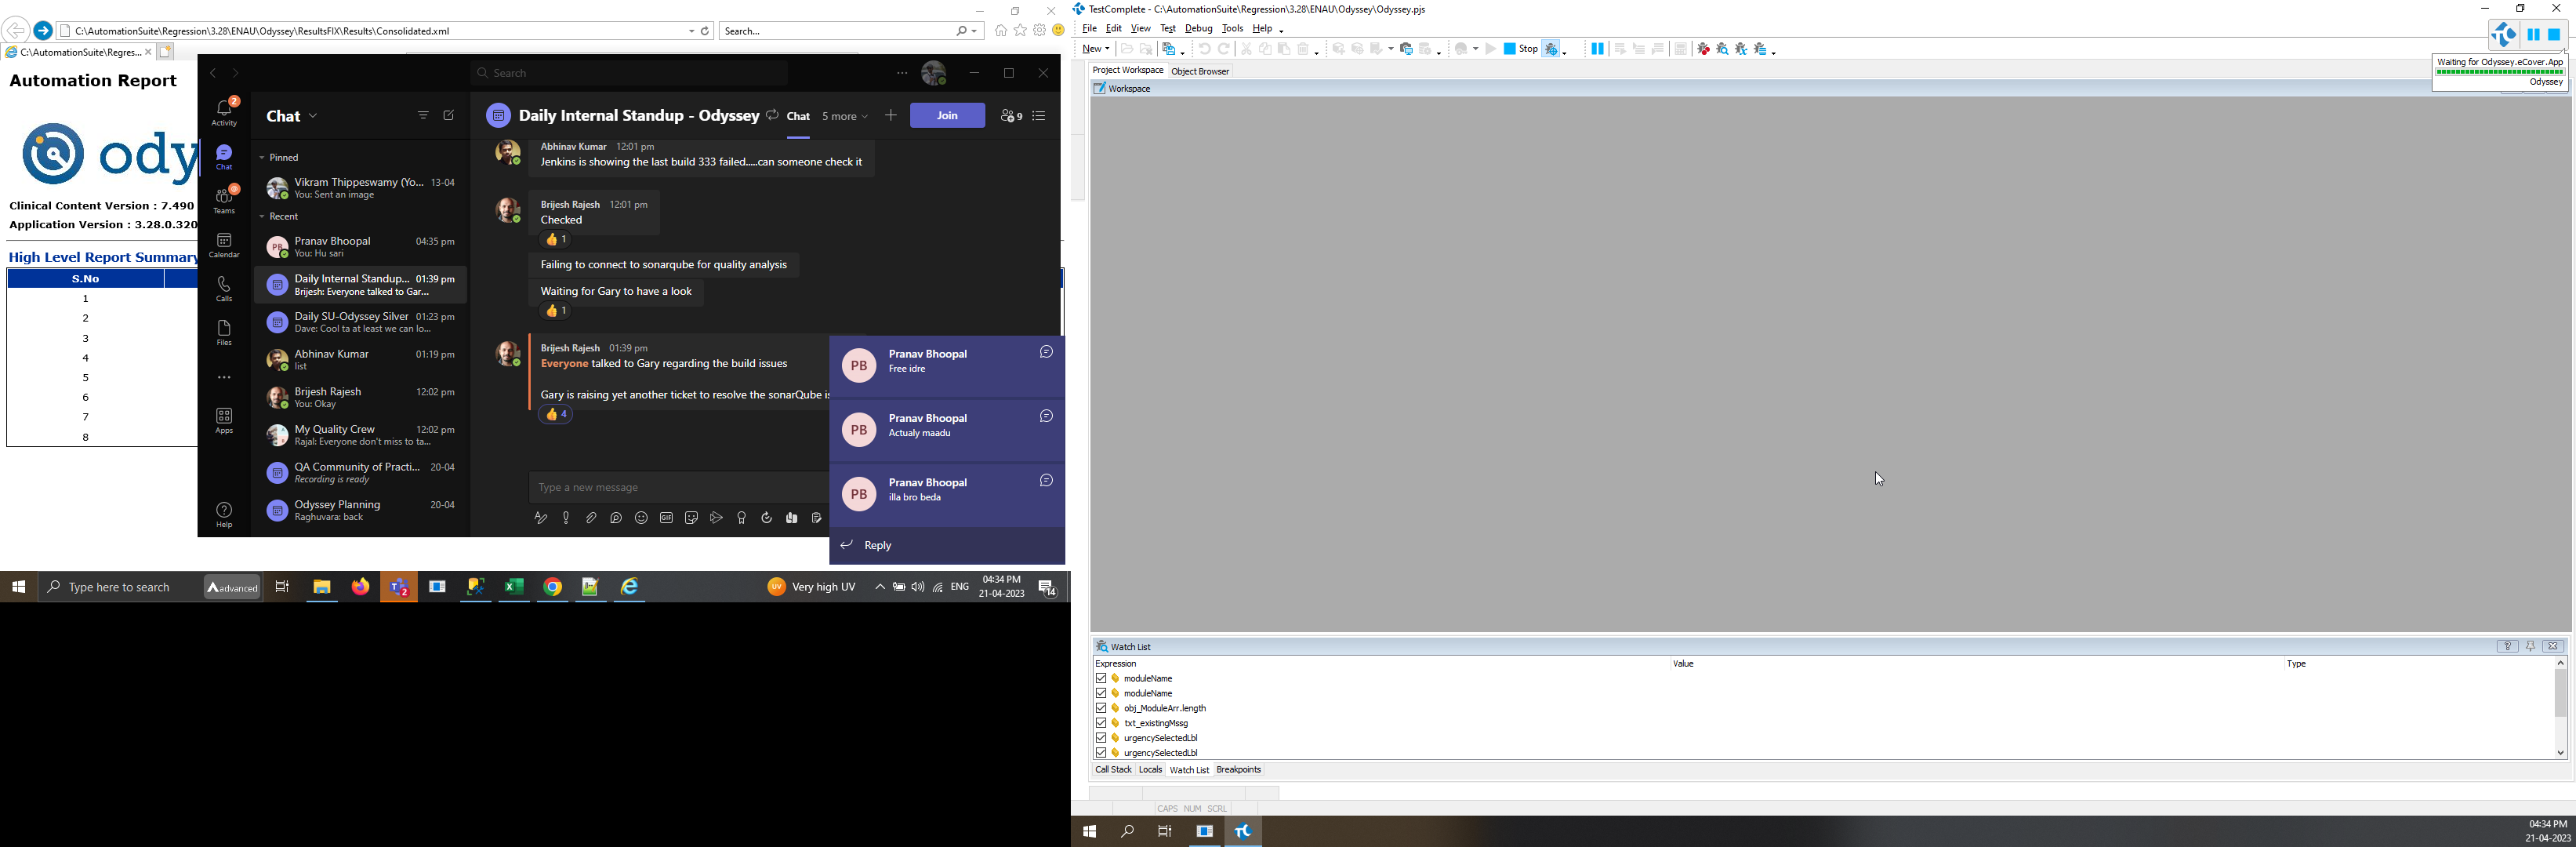 C:\AutomationSuite\Regression\3.28\ENAU\Odyssey\ResultsFIX\Results\Consolidated.xml
Search...
C:\AutomationSuite\Regres...
Automation Report
ody
Clinical Content Version : 7.490
Application Version : 3.28.0.320
High Level Report Summary
S.No
1
2
3
4
5
6
7
8
Search
2
Activity
Chat
Teams
Calendar
Calls
Files
Apps
Help
Chat
Pinned
Vikram Thippeswamy (Yo... 13-04
You: Sent an image
Recent
PB
Pranav Bhoopal 04:35 pm
You: Hu sari
Daily Internal Standup... 01:39 pm
Brijesh: Everyone talked to Gar...
Daily SU-Odyssey Silver 01:23 pm
Dave: Cool ta at least we can lo...
Abhinav Kumar 01:19 pm
list
Brijesh Rajesh 12:02 pm
You: Okay
My Quality Crew 12:02 pm
Rajal: Everyone don't miss to ta...
QA Community of Practi... 20-04
Recording is ready
Odyssey Planning 20-04
Raghuvara: back
Daily Internal Standup - Odyssey Chat 5 more Join 9
Abhinav Kumar 12:01 pm
Jenkins is showing the last build 333 failed.....can someone check it
Brijesh Rajesh 12:01 pm
Checked
1
Failing to connect to sonarqube for quality analysis
Waiting for Gary to have a look
1
Brijesh Rajesh 01:39 pm
Everyone talked to Gary regarding the build issues
Gary is raising yet another ticket to resolve the sonarQube is
4
Type a new message
GIF
PB
Pranav Bhoopal
Free idre
PB
Pranav Bhoopal
Actualy maadu
PB
Pranav Bhoopal
illa bro beda
Reply
Type here to search
advanced
2
UV
Very high UV
ENG
04:34 PM
21-04-2023
14
TestComplete - C:\AutomationSuite\Regression\3.28\ENAU\Odyssey\Odyssey.pjs
File Edit View Test Debug Tools Help
New
Stop
Project Workspace Object Browser
Workspace
Waiting for Odyssey.eCover.App
Odyssey
Watch List
Expression Value Type
moduleName
moduleName
obj_ModuleArr.length
txt_existingMssg
urgencySelectedLbl
urgencySelectedLbl
Call Stack Locals Watch List Breakpoints
CAPS NUM SCRL
04:34 PM
21-04-2023